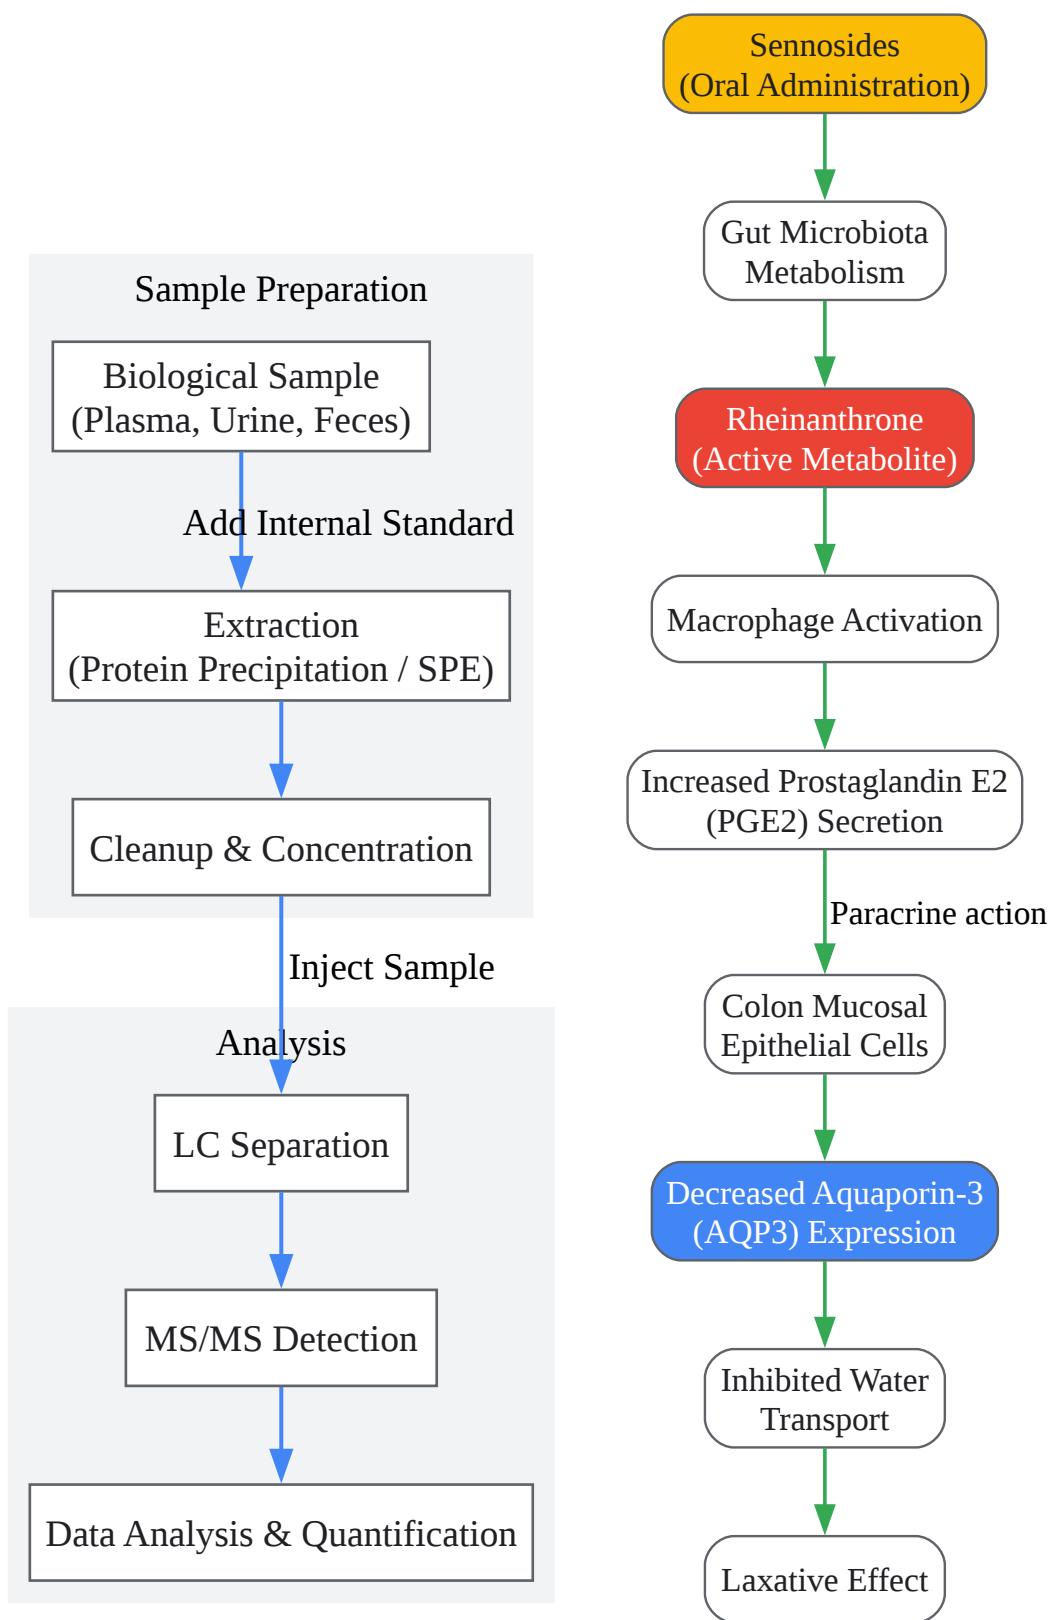 Sample Preparation
Biological Sample
(Plasma, Urine, Feces)
Add Internal Standard
Extraction
(Protein Precipitation / SPE)
Cleanup & Concentration
Inject Sample
Analysis
LC Separation
MS/MS Detection
Data Analysis & Quantification
Sennosides
(Oral Administration)
Gut Microbiota
Metabolism
Rheinanthrone
(Active Metabolite)
Macrophage Activation
Increased Prostaglandin E2
(PGE2) Secretion
Paracrine action
Colon Mucosal
Epithelial Cells
Decreased Aquaporin-3
(AQP3) Expression
Inhibited Water
Transport
Laxative Effect